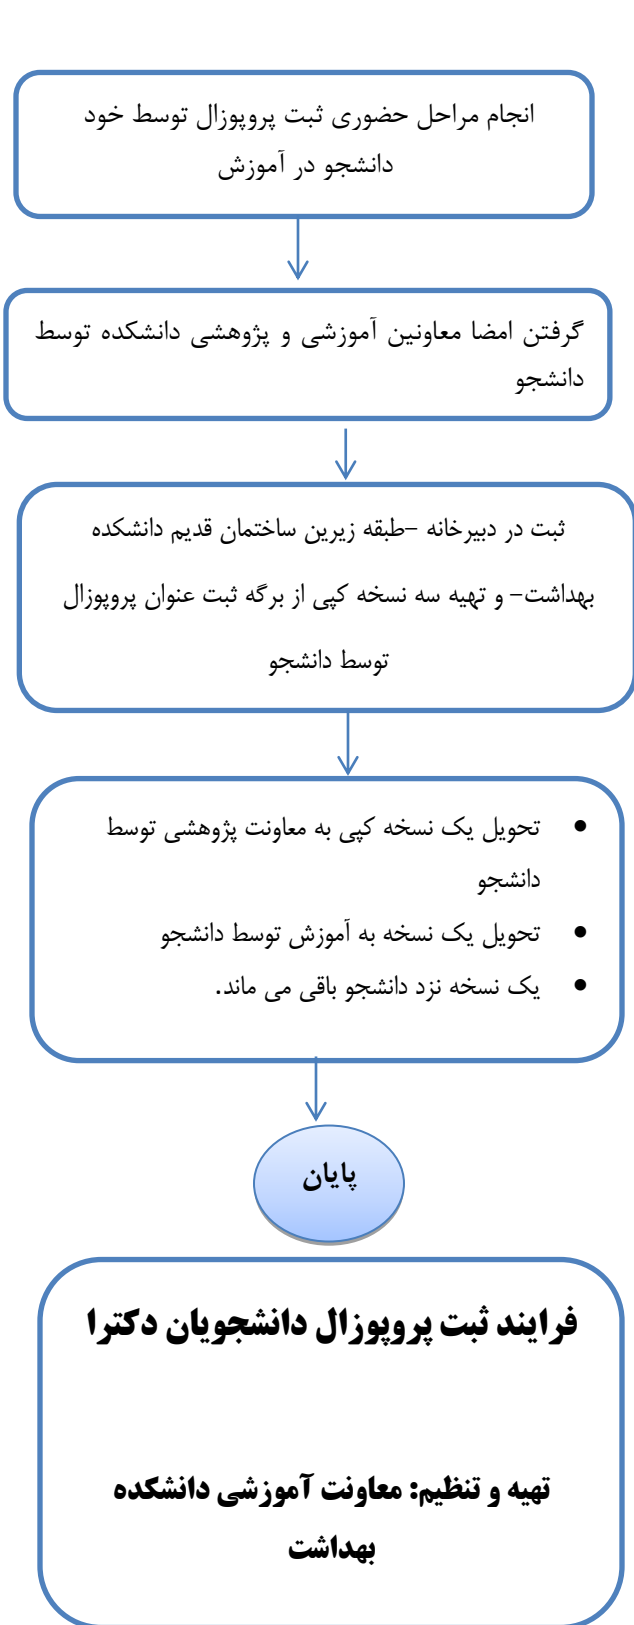 انجام مراحل حضوری ثبت پروپوزال توسط خود
دانشجو در آموزش
گرفتن امضا معاونین آموزشی و پژوهشی دانشکده توسط
دانشجو
ثبت در دبیرخانه –طبقه زیرین ساختمان قدیم دانشکده
بهداشت– و تهیه سه نسخه کپی از برگه ثبت عنوان پروپوزال
توسط دانشجو
• تحویل یک نسخه کپی به معاونت پژوهشی توسط
دانشجو
• تحویل یک نسخه به آموزش توسط دانشجو
• یک نسخه نزد دانشجو باقی می ماند.
پایان
فرایند ثبت پروپوزال دانشجویان دکترا
تهیه و تنظیم: معاونت آموزشی دانشکده
بهداشت